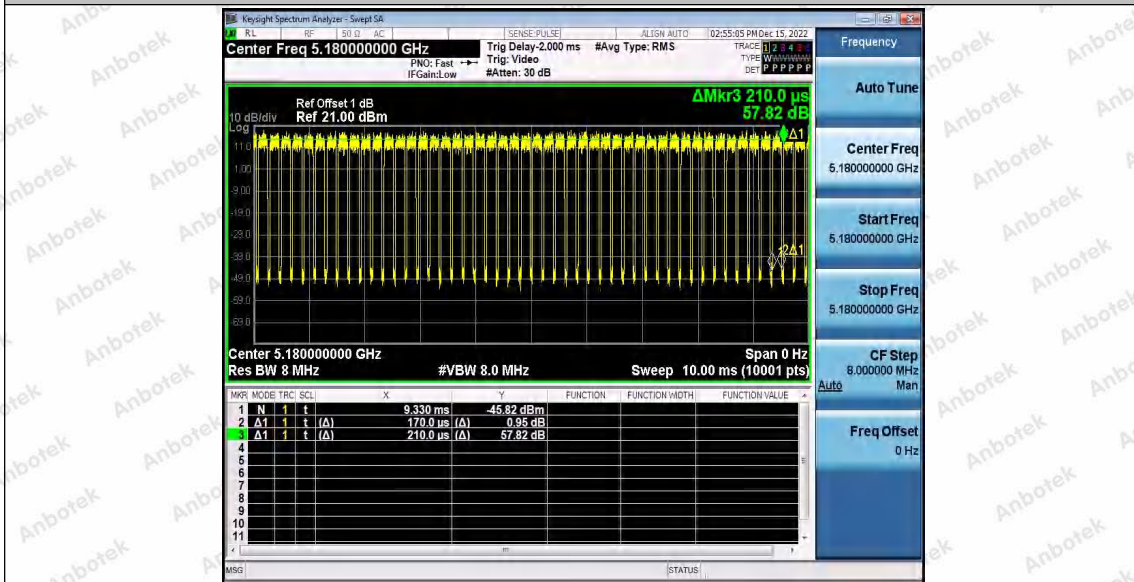 Keysight Spectrum Analyzer - Swept SA
RL RF 50 Ω AC SENSE:PULSE ALIGN AUTO 02:55:05 PM Dec 15, 2022
Center Freq 5.180000000 GHz
PNO: Fast
IFGain:Low
Trig Delay-2.000 ms
Trig: Video
#Atten: 30 dB
#Avg Type: RMS
TRACE 1 2 3 4 5 6
TYPE WWWWWW
DET P P P P P P
ΔMkr3 210.0 µs
57.82 dB
Ref Offset 1 dB
10 dB/div Ref 21.00 dBm
Log
11.0
1.00
-9.00
-19.0
-29.0
-39.0
-49.0
-59.0
-69.0
Δ1
2Δ1
Center 5.180000000 GHz Span 0 Hz
Res BW 8 MHz #VBW 8.0 MHz Sweep 10.00 ms (10001 pts)
MKR MODE TRC SCL X Y FUNCTION FUNCTION WIDTH FUNCTION VALUE
1 N 1 t 9.330 ms -45.82 dBm
2 Δ1 1 t (Δ) 170.0 µs (Δ) 0.95 dB
3 Δ1 1 t (Δ) 210.0 µs (Δ) 57.82 dB
4
5
6
7
8
9
10
11
MSG STATUS
Frequency
Auto Tune
Center Freq
5.180000000 GHz
Start Freq
5.180000000 GHz
Stop Freq
5.180000000 GHz
CF Step
8.000000 MHz
Auto Man
Freq Offset
0 Hz
Anbotek